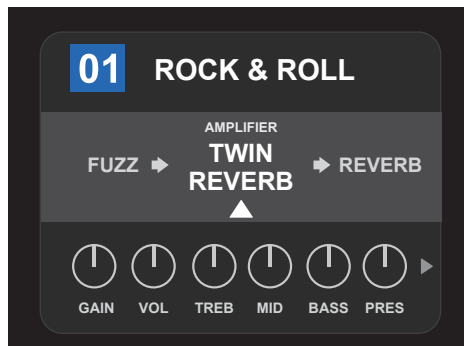 01 ROCK & ROLL
AMPLIFIER
FUZZ TWIN REVERB REVERB
GAIN VOL TREB MID BASS PRES